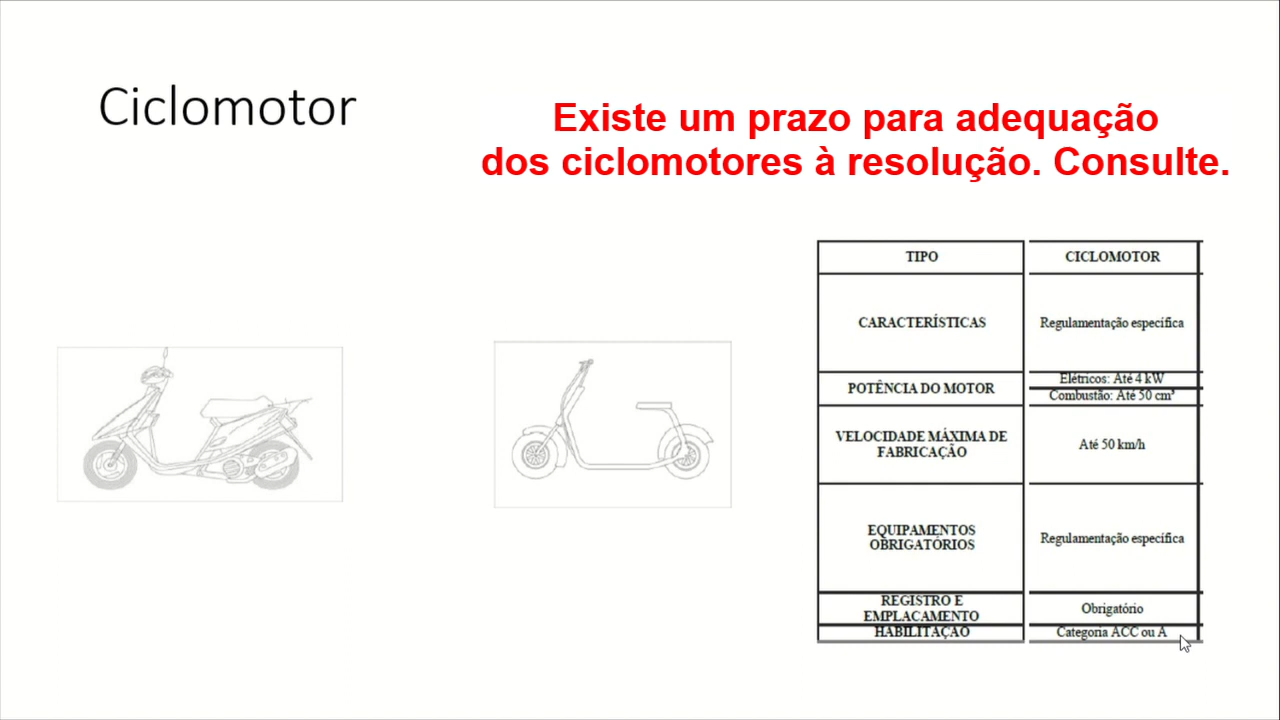 Ciclomotor
Existe um prazo para adequação
dos ciclomotores à resolução. Consulte.
TIPO
CICLOMOTOR
CARACTERÍSTICAS
Regulamentação específica
POTÊNCIA DO MOTOR
Elétricos: Até 4 kW
Combustão: Até 50 cm³
VELOCIDADE MÁXIMA DE
FABRICAÇÃO
Até 50 km/h
EQUIPAMENTOS
OBRIGATÓRIOS
Regulamentação específica
REGISTRO E
EMPLACAMENTO
Obrigatório
HABILITAÇÃO
Categoria ACC ou A